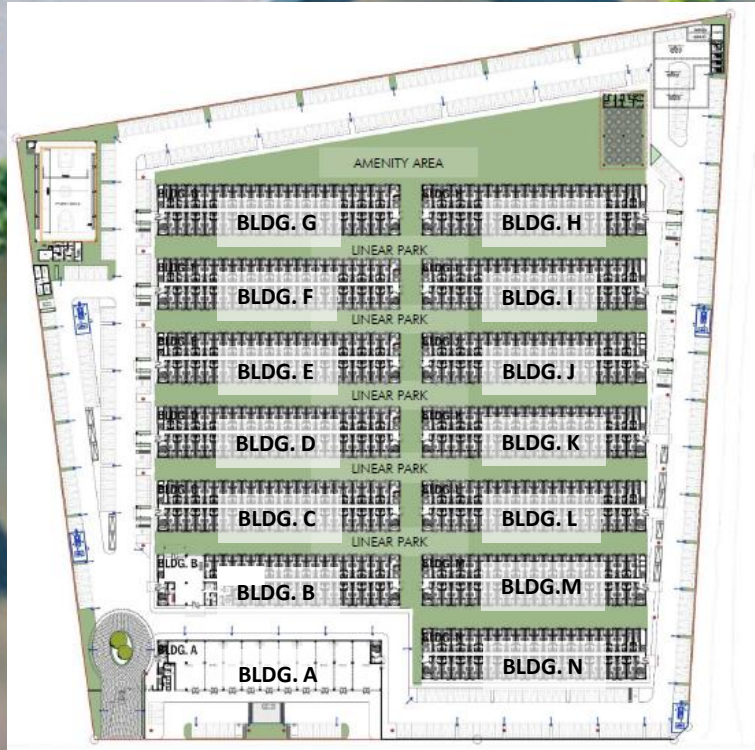 AMENITY AREA
BLDG. G
BLDG. H
LINEAR PARK
BLDG. F
BLDG. I
LINEAR PARK
BLDG. E
BLDG. J
LINEAR PARK
BLDG. D
BLDG. K
LINEAR PARK
BLDG. C
BLDG. L
LINEAR PARK
BLDG. B
BLDG. B
BLDG.M
BLDG. A
BLDG. A
BLDG. N